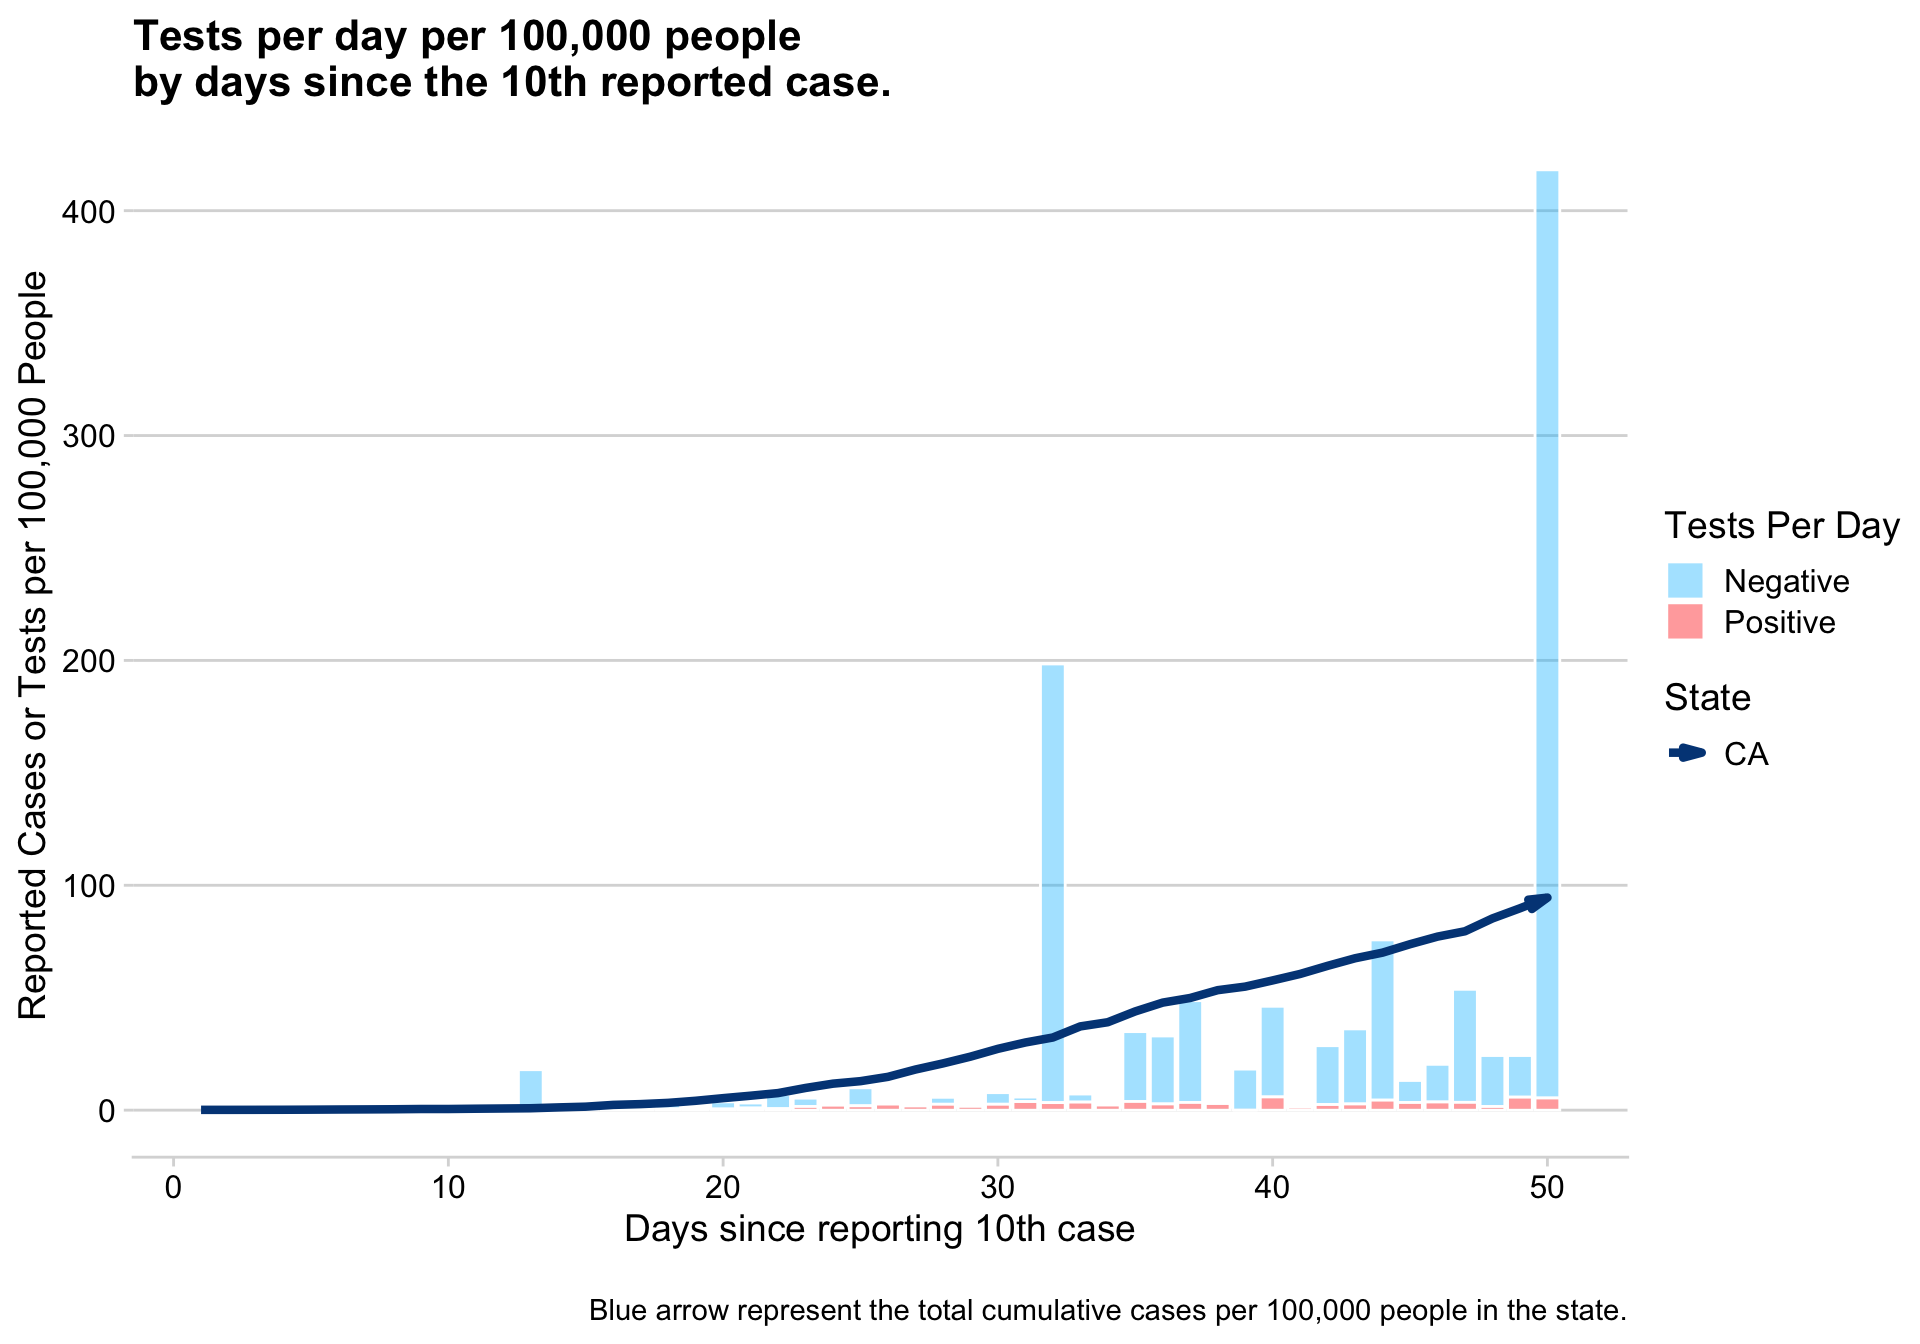 Tests per day per 100,000 people
by days since the 10th reported case.
Reported Cases or Tests per 100,000 People
400
300
200
100
0
0
10
20
30
40
50
Days since reporting 10th case
Tests Per Day
Negative
Positive
State
CA
Blue arrow represent the total cumulative cases per 100,000 people in the state.